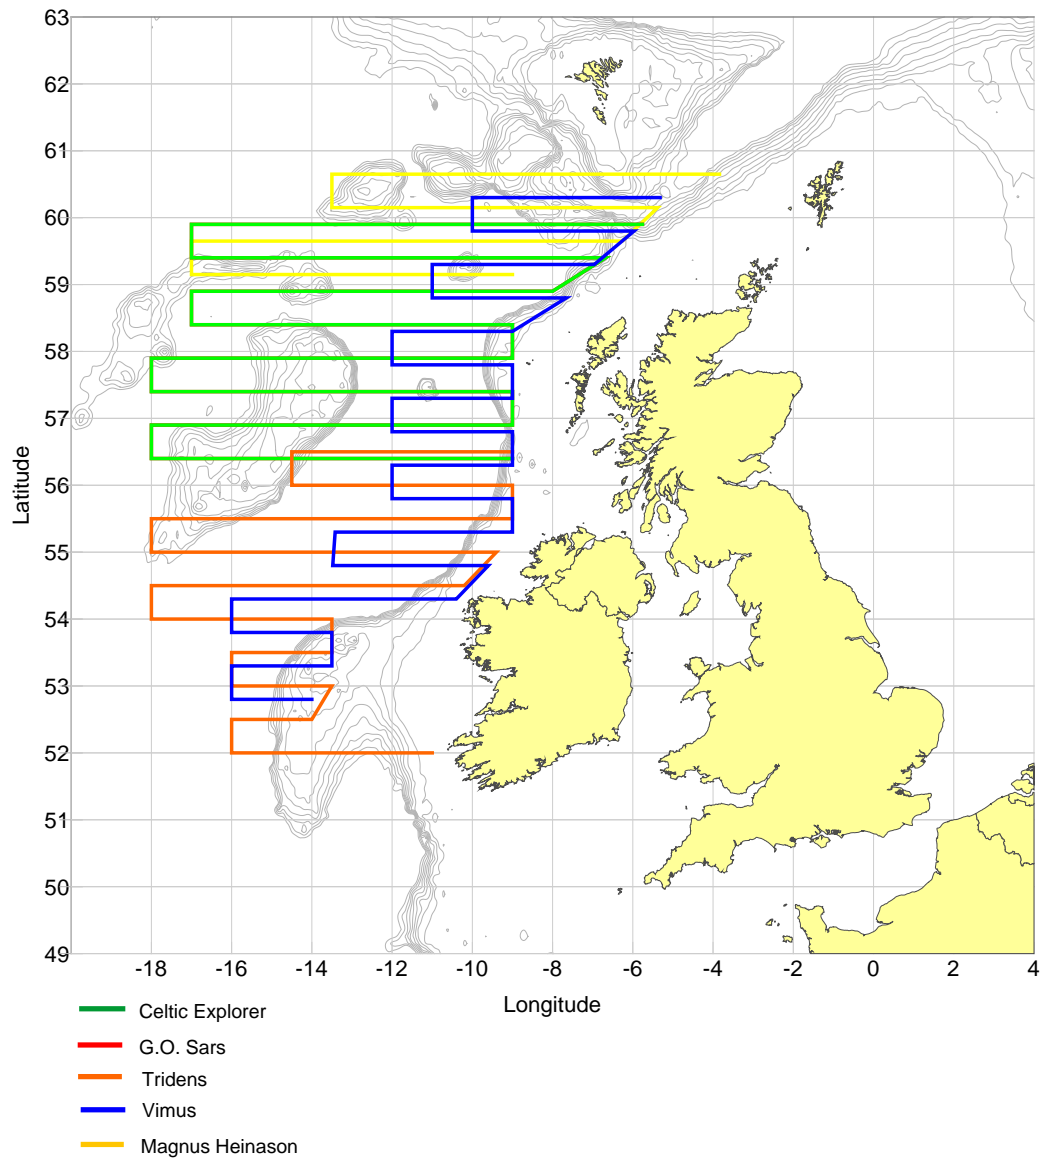 63
62
61
60
59
58
57
56
55
54
53
52
51
50
49
Latitude
-18 -16 -14 -12 -10 -8 -6 -4 -2 0 2 4
Longitude
Celtic Explorer
G.O. Sars
Tridens
Vimus
Magnus Heinason